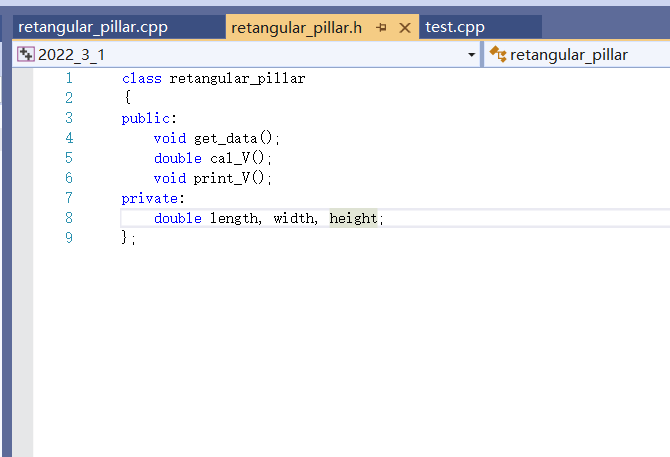 retangular_pillar.cpp retangular_pillar.h test.cpp
2022_3_1 retangular_pillar
1 class retangular_pillar
2 {
3 public:
4 void get_data();
5 double cal_V();
6 void print_V();
7 private:
8 double length, width, height;
9 };